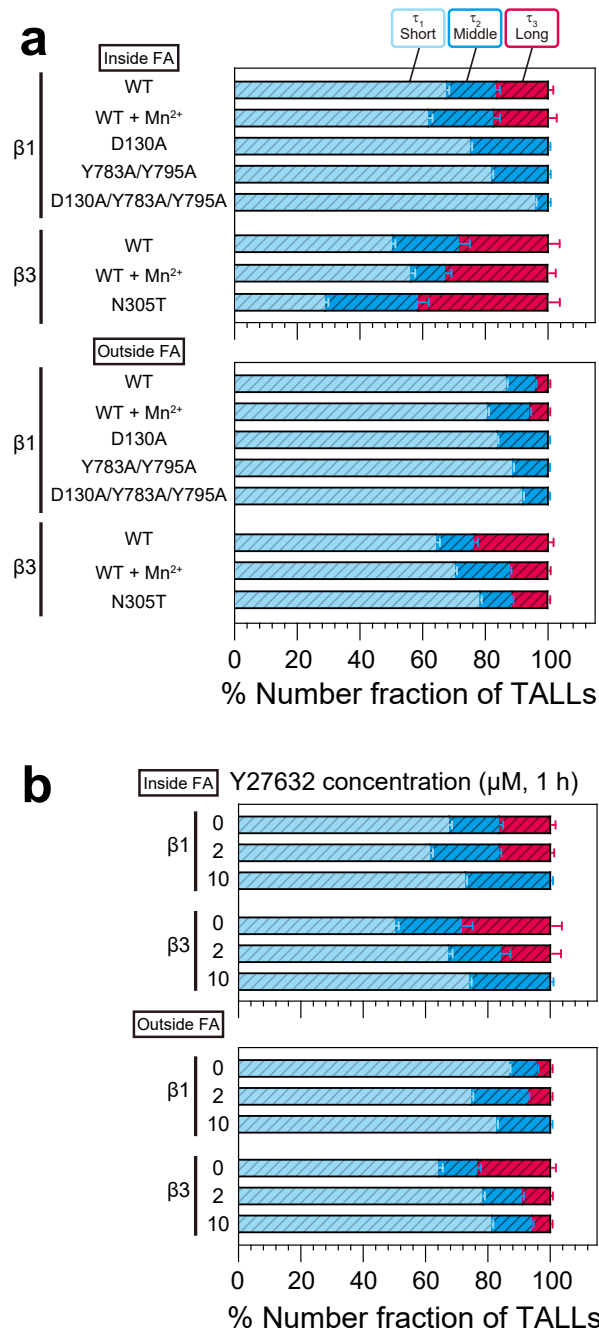 a
τ1 Short
τ2 Middle
τ3 Long
Inside FA
β1
WT
WT + Mn²⁺
D130A
Y783A/Y795A
D130A/Y783A/Y795A
β3
WT
WT + Mn²⁺
N305T
Outside FA
β1
WT
WT + Mn²⁺
D130A
Y783A/Y795A
D130A/Y783A/Y795A
β3
WT
WT + Mn²⁺
N305T
0 20 40 60 80 100
% Number fraction of TALLs
b
Inside FA Y27632 concentration (μM, 1 h)
β1
0
2
10
β3
0
2
10
Outside FA
β1
0
2
10
β3
0
2
10
0 20 40 60 80 100
% Number fraction of TALLs